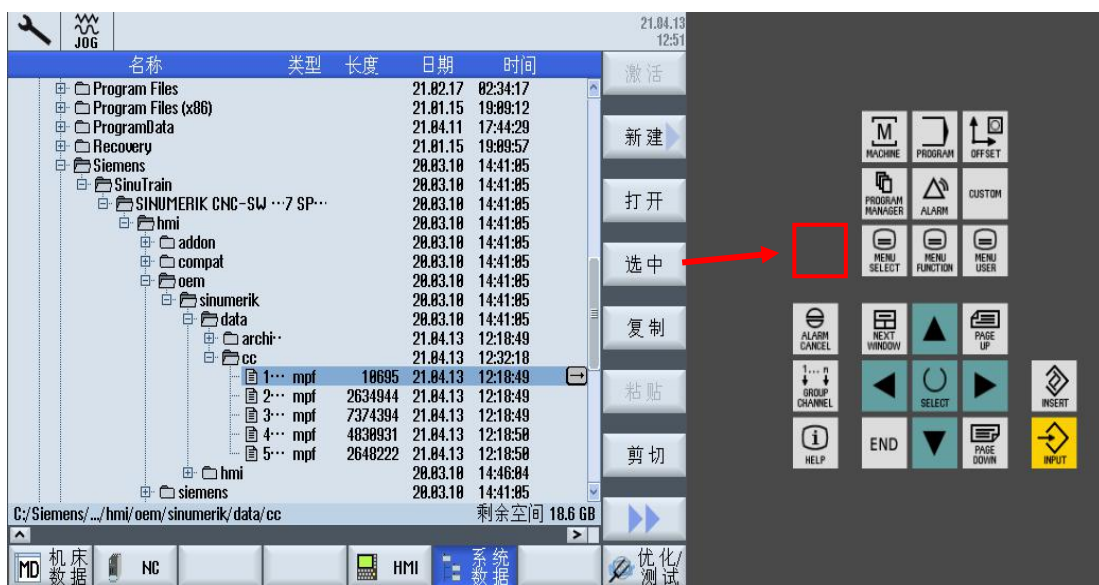 JOG
21.04.13
12:51
名称 类型 长度 日期 时间
Program Files 21.02.17 02:34:17
Program Files (x86) 21.01.15 19:09:12
ProgramData 21.04.11 17:44:29
Recovery 21.01.15 19:09:57
Siemens 20.03.10 14:41:05
SinuTrain 20.03.10 14:41:05
SINUMERIK CNC-SW ···7 SP··· 20.03.10 14:41:05
hmi 20.03.10 14:41:05
addon 20.03.10 14:41:05
compat 20.03.10 14:41:05
oem 20.03.10 14:41:05
sinumerik 20.03.10 14:41:05
data 20.03.10 14:41:05
archi·· 21.04.13 12:18:49
cc 21.04.13 12:32:18
1··· mpf 10695 21.04.13 12:18:49
2··· mpf 2634944 21.04.13 12:18:49
3··· mpf 7374394 21.04.13 12:18:49
4··· mpf 4830931 21.04.13 12:18:50
5··· mpf 2648222 21.04.13 12:18:50
hmi 20.03.10 14:46:04
siemens 20.03.10 14:41:05
C:/Siemens/.../hmi/oem/sinumerik/data/cc 剩余空间 18.6 GB
激活
新建
打开
选中
复制
粘贴
剪切
MD 机床
数据
NC
HMI
系统
数据
优化/
测试
M
MACHINE
PROGRAM
OFFSET
PROGRAM
MANAGER
ALARM
CUSTOM
MENU
SELECT
MENU
FUNCTION
MENU
USER
ALARM
CANCEL
NEXT
WINDOW
PAGE
UP
1... n
GROUP
CHANNEL
SELECT
INSERT
i
HELP
END
PAGE
DOWN
INPUT